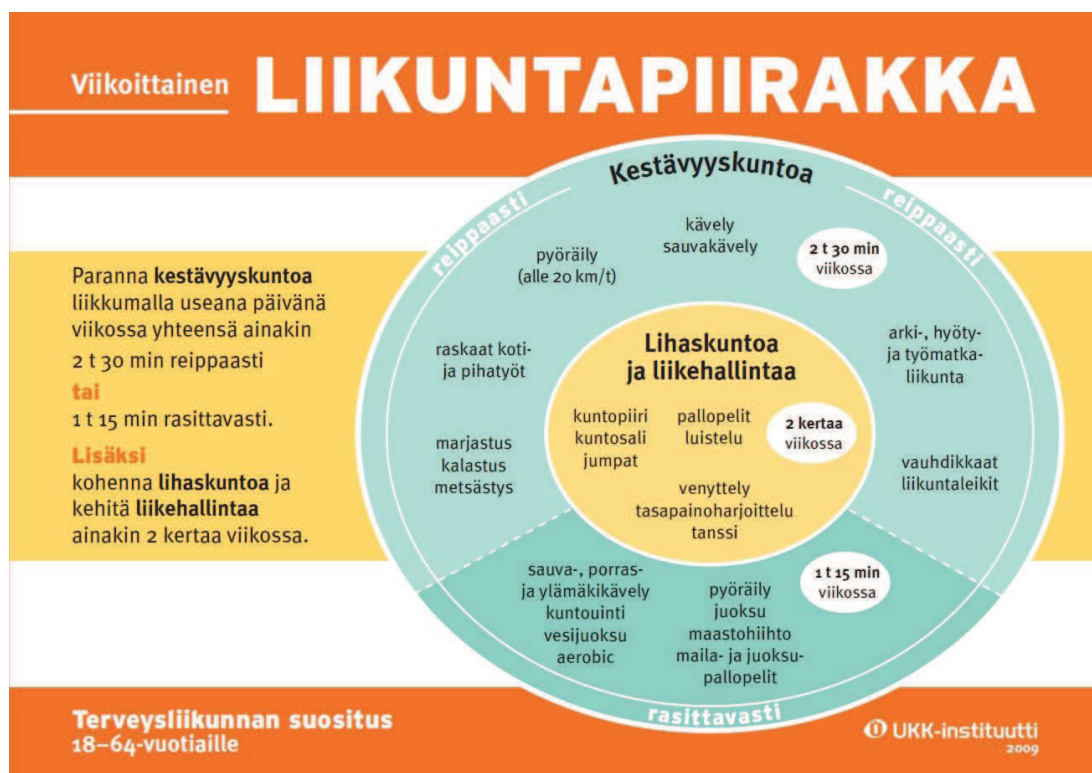 Viikoittainen LIIKUNTAPIIRAKKA
Paranna kestävyyskuntoa
liikkumalla useana päivänä
viikossa yhteensä ainakin
2 t 30 min reippaasti
tai
1 t 15 min rasittavasti.
Lisäksi
kohenna lihaskuntoa ja
kehitä liikehallintaa
ainakin 2 kertaa viikossa.
Kestävyyskuntoa
reippaasti
reippaasti
kävely
sauvakävely
2 t 30 min
viikossa
pyöräily
(alle 20 km/t)
raskaat koti-
ja pihatyöt
marjastus
kalastus
metsästys
arki-, hyöty-
ja työmatka-
liikunta
vauhdikkaat
liikuntaleikit
Lihaskuntoa
ja liikehallintaa
kuntopiiri
kuntosali
jumpat
pallopelit
luistelu
2 kertaa
viikossa
venyttely
tasapainoharjoittelu
tanssi
sauva-, porras-
ja ylämäkikävely
kuntouinti
vesijuoksu
aerobic
pyöräily
juoksu
maastohiihto
maila- ja juoksu-
pallopelit
1 t 15 min
viikossa
rasittavasti
Terveysliikunnan suositus
18–64-vuotiaille
UKK-instituutti
2009